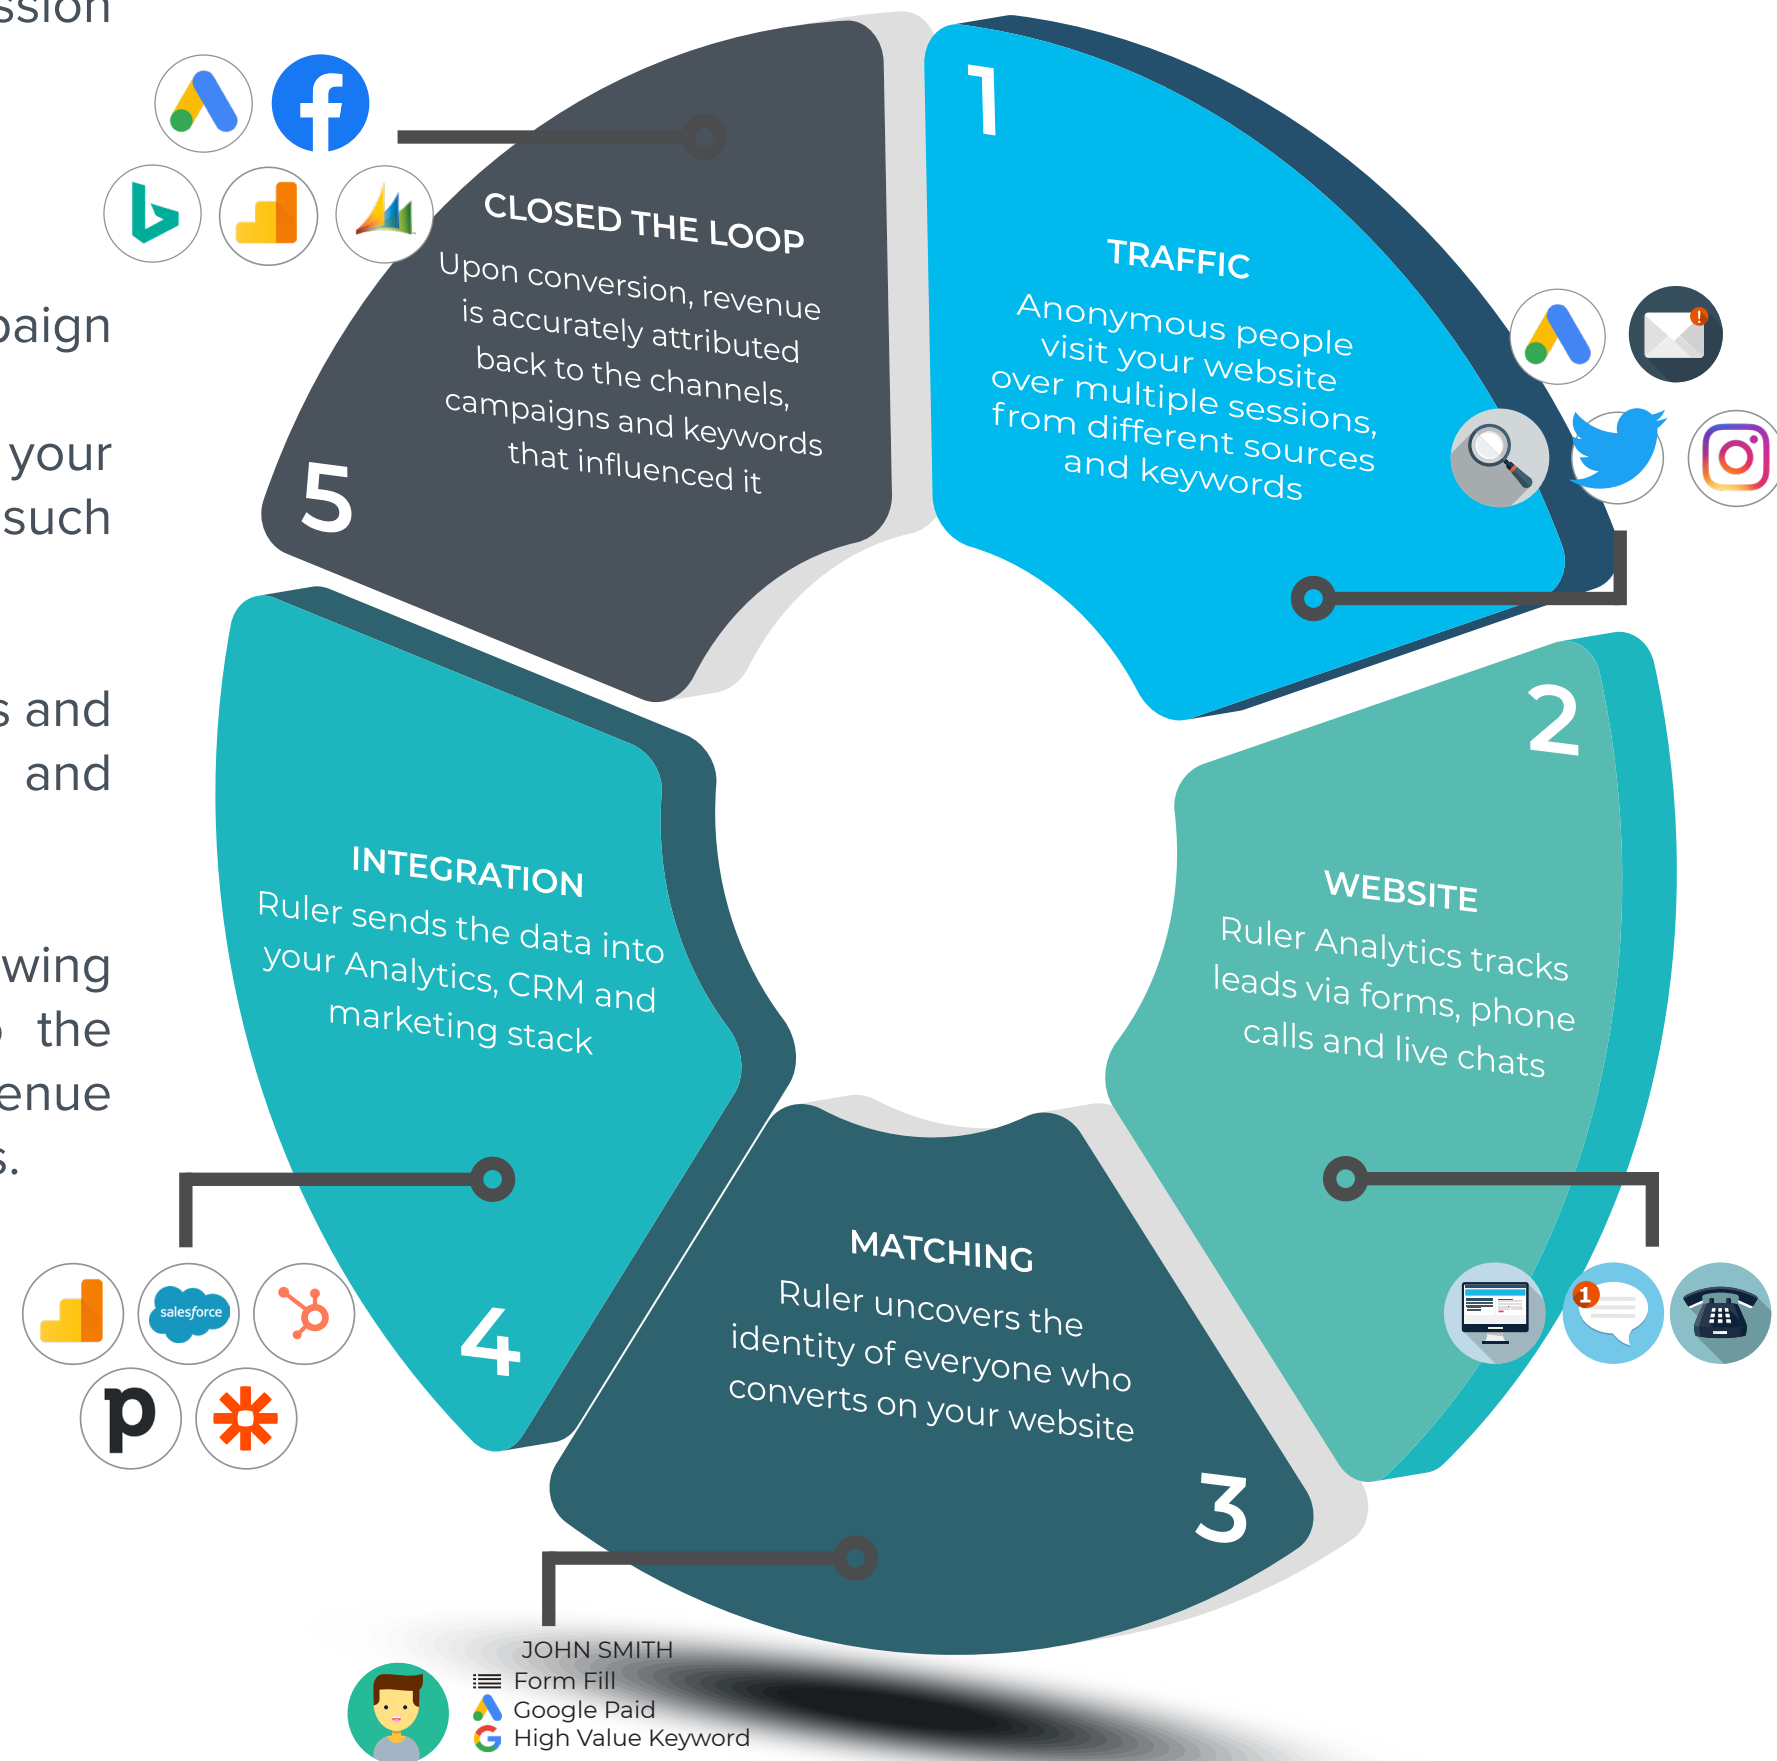 paign
your
such
s and
and
wing
the
enue
s.
1
TRAFFIC
Anonymous people
visit your website
over multiple sessions,
from different sources
and keywords
2
WEBSITE
Ruler Analytics tracks
leads via forms, phone
calls and live chats
1
3
MATCHING
Ruler uncovers the
identity of everyone who
converts on your website
JOHN SMITH
Form Fill
Google Paid
High Value Keyword
4
INTEGRATION
Ruler sends the data into
your Analytics, CRM and
marketing stack
salesforce
5
CLOSED THE LOOP
Upon conversion, revenue
is accurately attributed
back to the channels,
campaigns and keywords
that influenced it